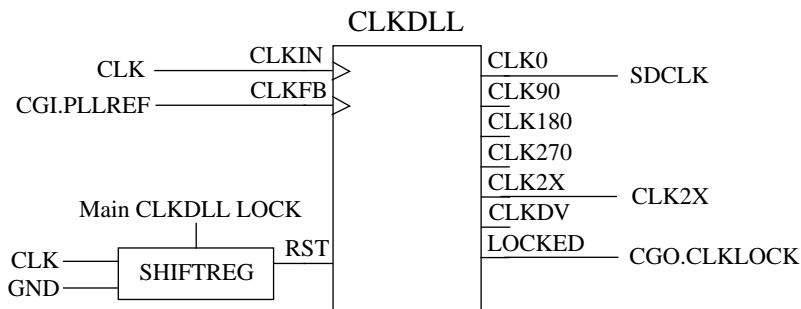 CLKDLL
CLKIN
CLK0
CLK
SDCLK
CLKFB
CLK90
CGI.PLLREF
CLK180
CLK270
CLK2X
CLK2X
Main CLKDLL LOCK
CLKDV
RST
LOCKED
CLK
SHIFTREG
CGO.CLKLOCK
GND